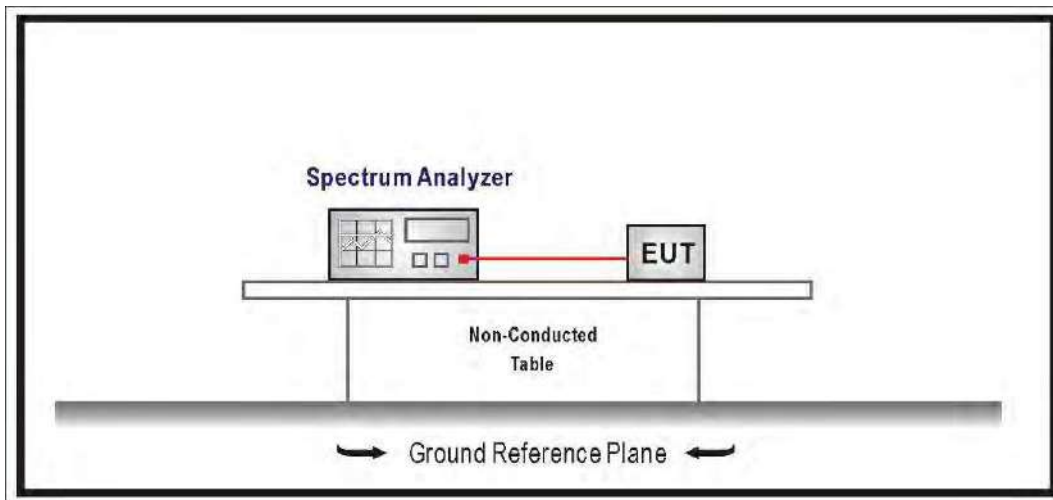 Spectrum Analyzer
EUT
Non-Conducted
Table
Ground Reference Plane